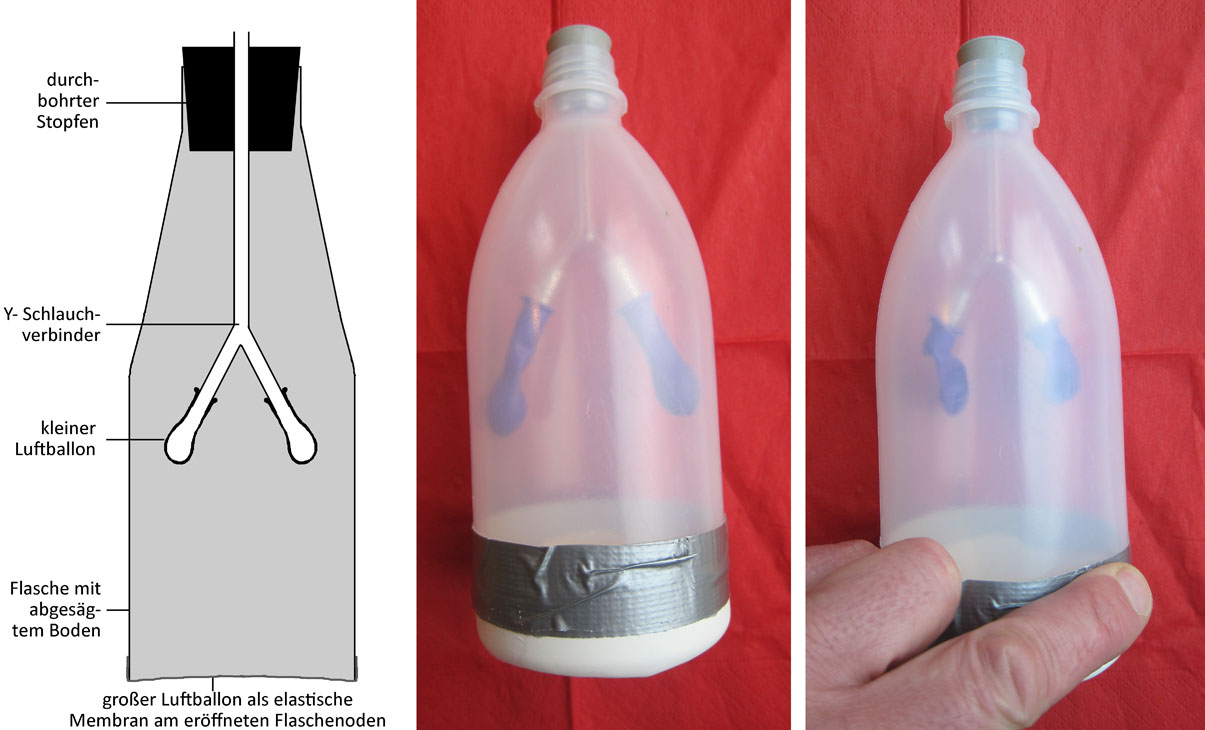 durch-
bohrter
Stopfen
Y- Schlauch-
verbinder
kleiner
Luftballon
Flasche mit
abgesäg-
tem Boden
großer Luftballon als elastische
Membran am eröffneten Flaschenoden